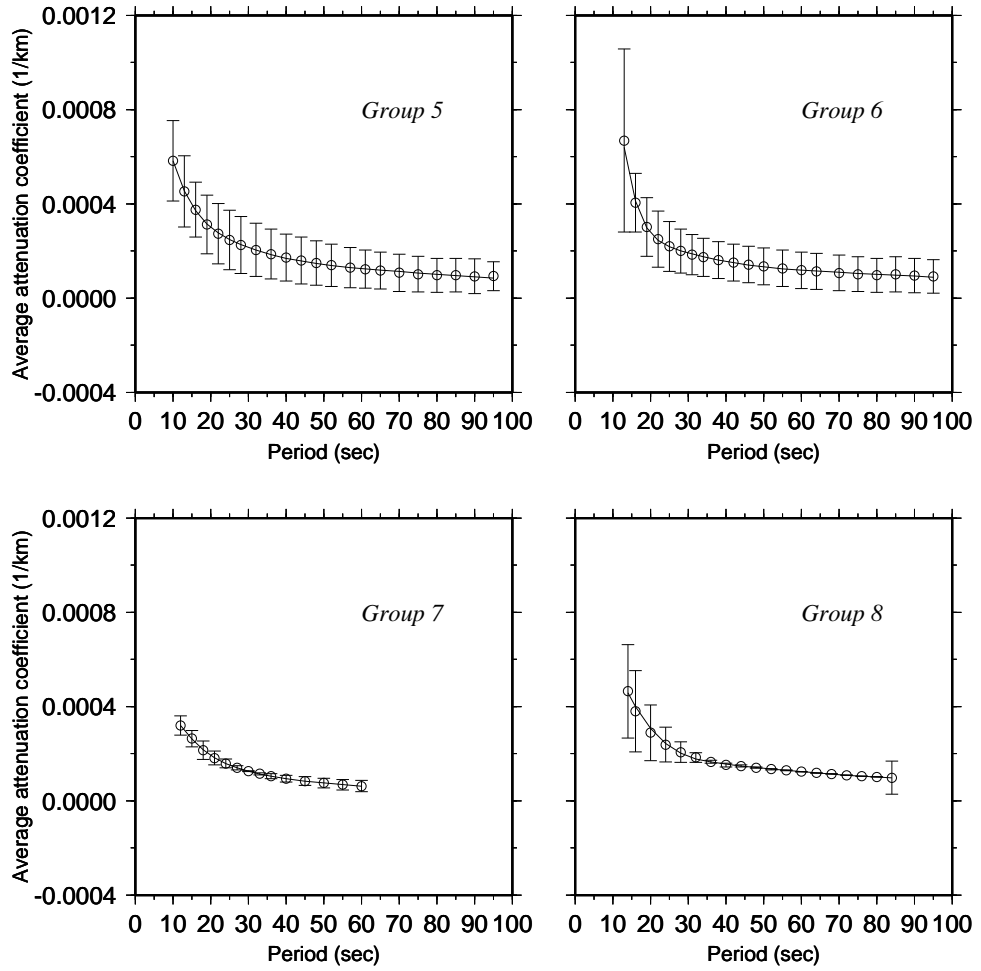 0.0012
0.0008
0.0004
0.0000
-0.0004
Average attenuation coefficient (1/km)
Group 5
0 10 20 30 40 50 60 70 80 90 100
Period (sec)
Group 6
0 10 20 30 40 50 60 70 80 90 100
Period (sec)
0.0012
0.0008
0.0004
0.0000
-0.0004
Average attenuation coefficient (1/km)
Group 7
0 10 20 30 40 50 60 70 80 90 100
Period (sec)
Group 8
0 10 20 30 40 50 60 70 80 90 100
Period (sec)